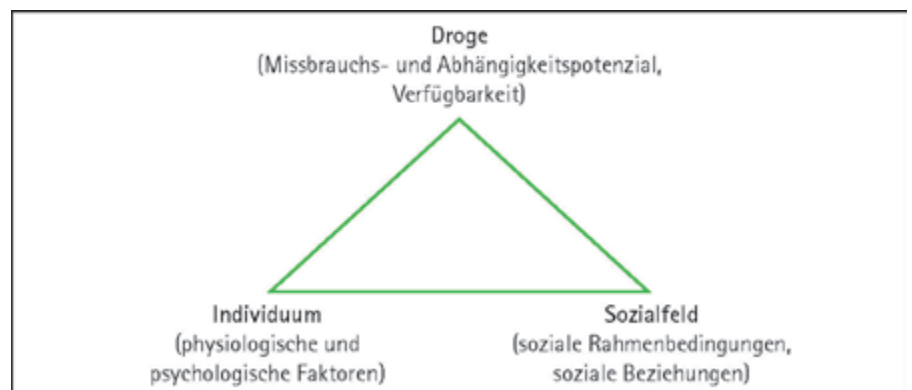 Droge
(Missbrauchs- und Abhängigkeitspotenzial,
Verfügbarkeit)
Individuum
(physiologische und
psychologische Faktoren)
Sozialfeld
(soziale Rahmenbedingungen,
soziale Beziehungen)